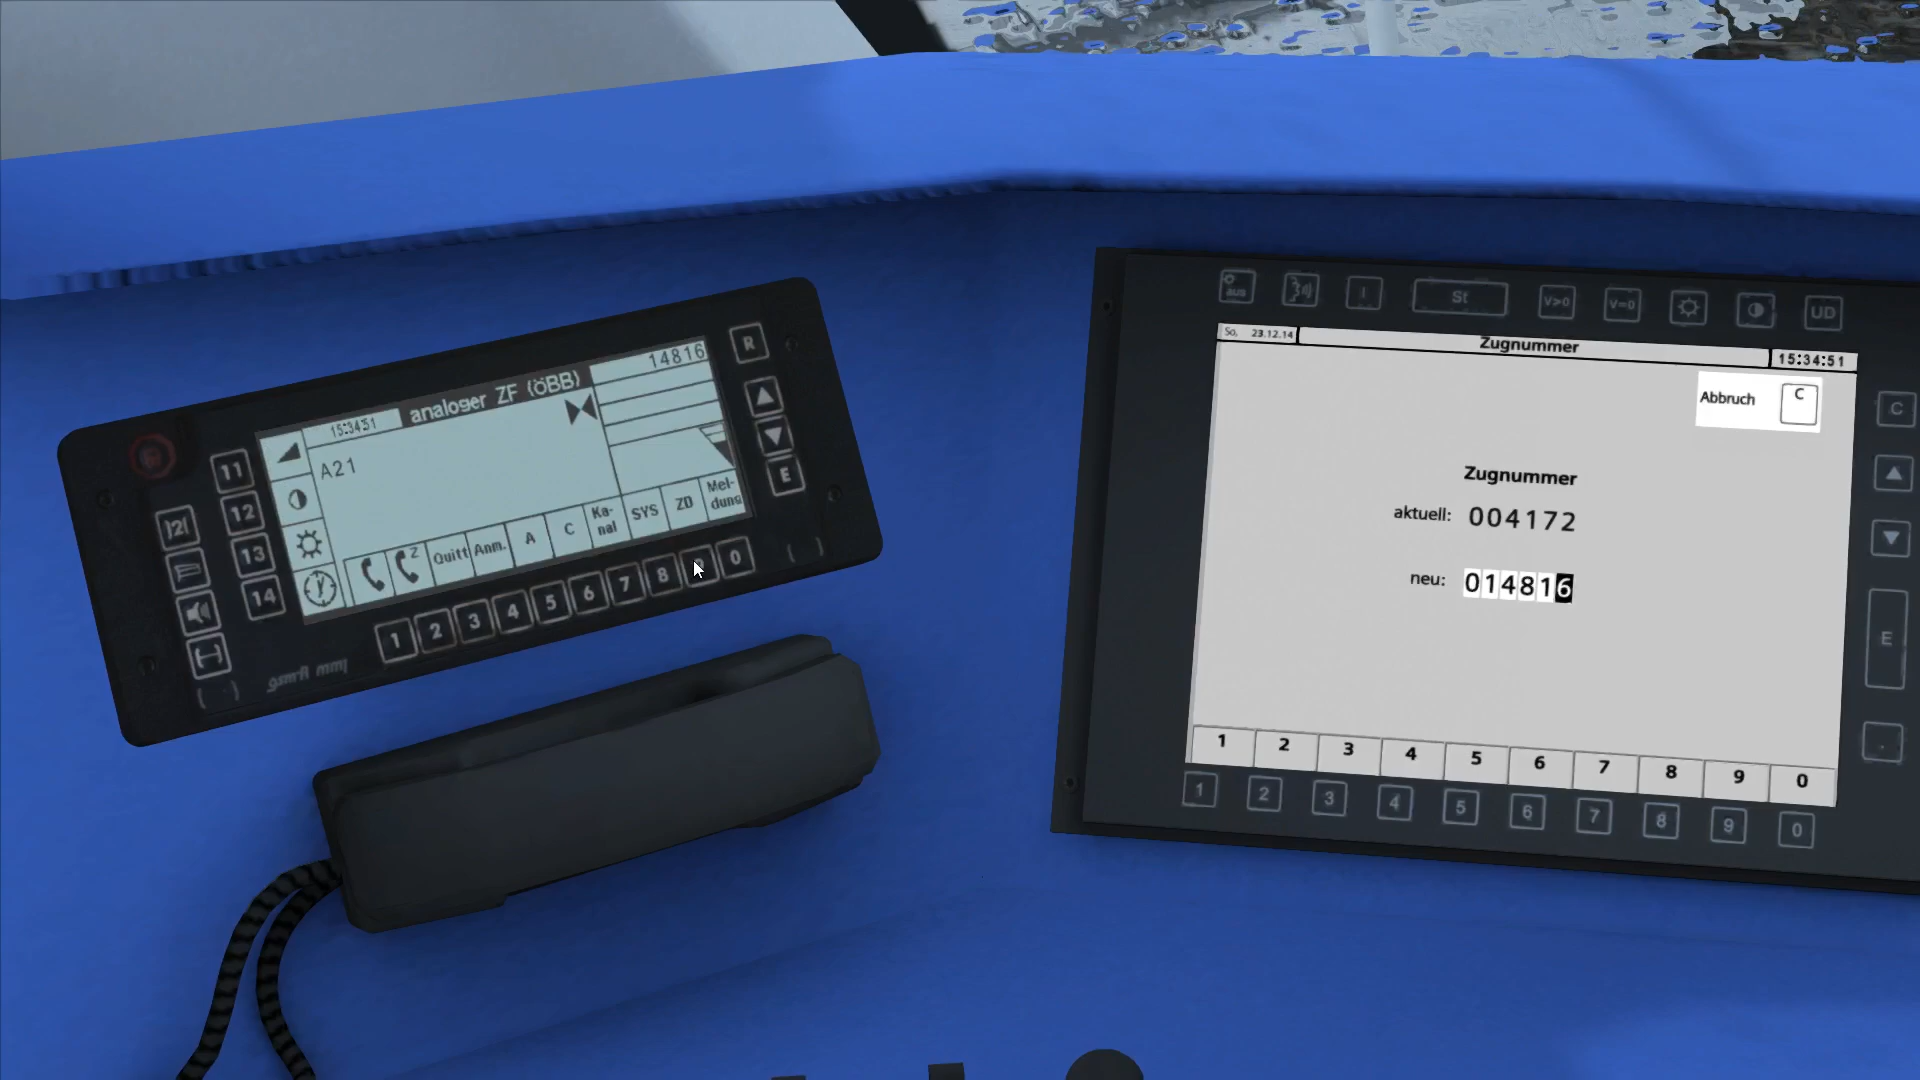 15:34:51
analoger ZF (ÖBB)
14816
A21
Z
Quitt
Anm.
A
C
Ka-
nal
SYS
ZD
Mel-
dung
11
12
13
14
|2|
R
E
1 2 3 4 5 6 7 8 0
aus
I
St
V>0
V=0
UD
So, 23.12.14
Zugnummer
15:34:51
Abbruch
C
Zugnummer
aktuell: 004172
neu: 014816
1 2 3 4 5 6 7 8 9 0
1 2 3 4 5 6 7 8 9 0
C
E
.